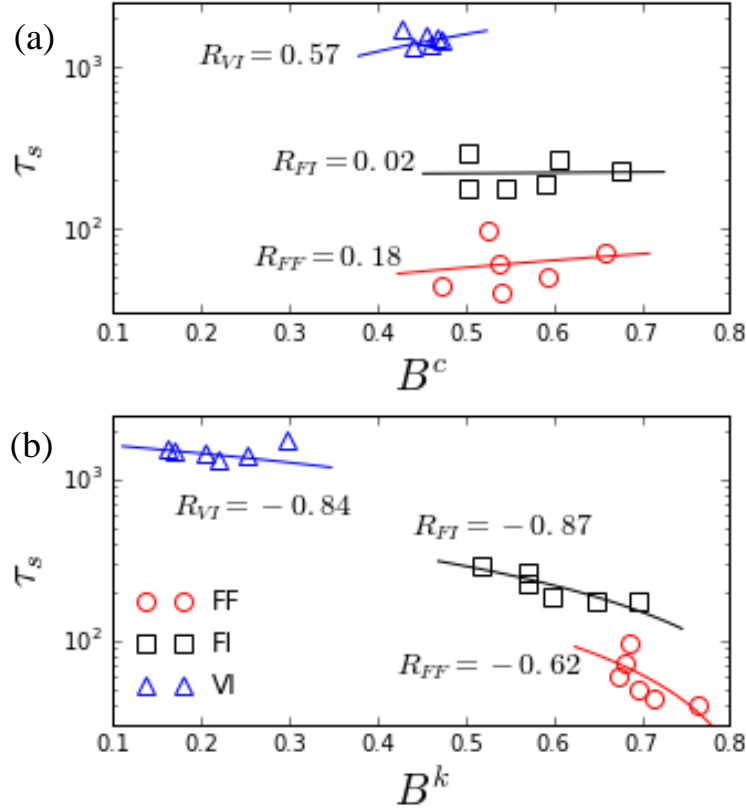 (a)
10³
10²
τₛ
R_VI = 0.57
R_FI = 0.02
R_FF = 0.18
0.1 0.2 0.3 0.4 0.5 0.6 0.7 0.8
B^c
(b)
10³
10²
τₛ
R_VI = −0.84
R_FI = −0.87
R_FF = −0.62
FF
FI
VI
0.1 0.2 0.3 0.4 0.5 0.6 0.7 0.8
B^k